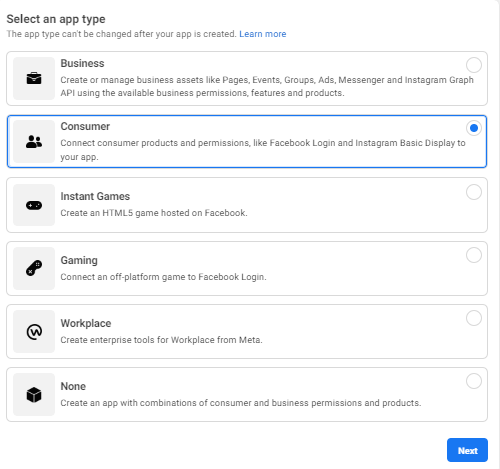 Select an app type
The app type can't be changed after your app is created. Learn more
Business
Create or manage business assets like Pages, Events, Groups, Ads, Messenger and Instagram Graph
API using the available business permissions, features and products.
Consumer
Connect consumer products and permissions, like Facebook Login and Instagram Basic Display to
your app.
Instant Games
Create an HTML5 game hosted on Facebook.
Gaming
Connect an off-platform game to Facebook Login.
Workplace
Create enterprise tools for Workplace from Meta.
None
Create an app with combinations of consumer and business permissions and products.
Next